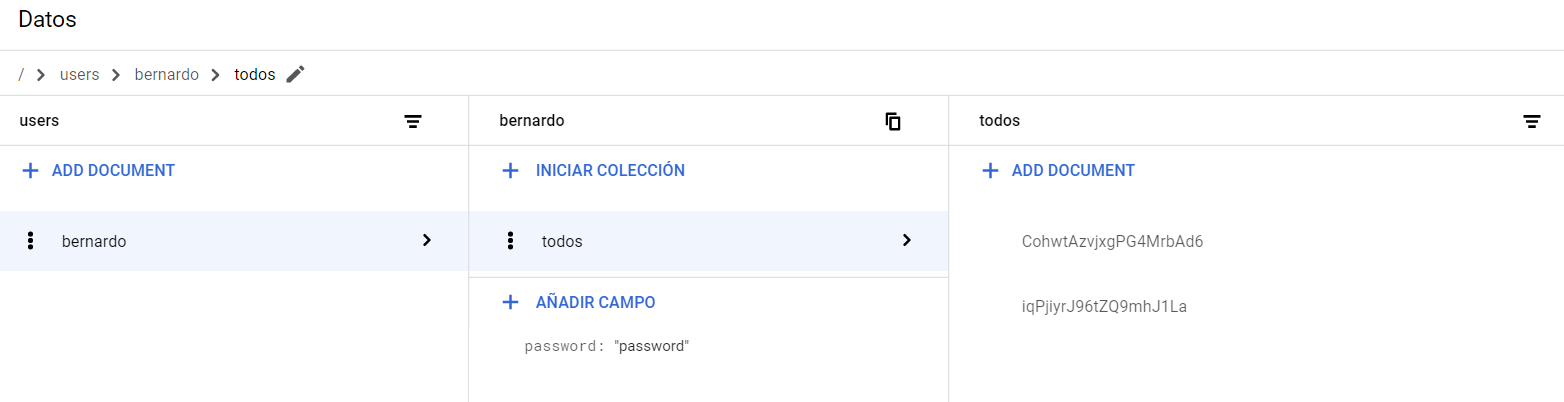 Datos
/ users bernardo todos
users bernardo todos
ADD DOCUMENT INICIAR COLECCIÓN ADD DOCUMENT
bernardo todos CohwtAzvjxgPG4MrbAd6
AÑADIR CAMPO iqPjiyrJ96tZQ9mhJ1La
password: "password"